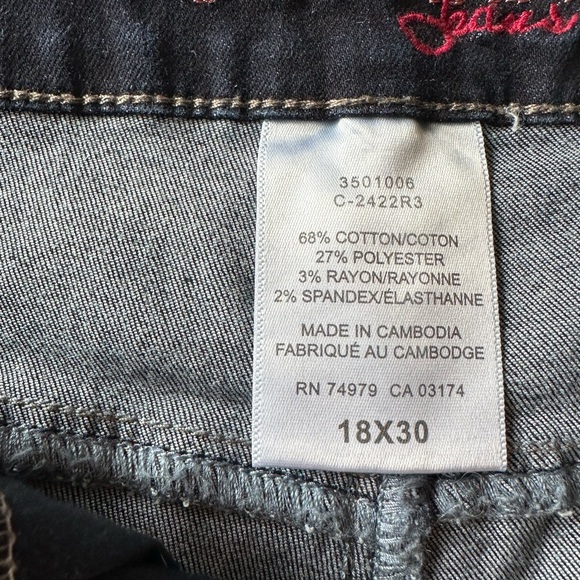 Jeans
3501006
C-2422R3
68% COTTON/COTON
27% POLYESTER
3% RAYON/RAYONNE
2% SPANDEX/ÉLASTHANNE
MADE IN CAMBODIA
FABRIQUÉ AU CAMBODGE
RN 74979 CA 03174
18X30